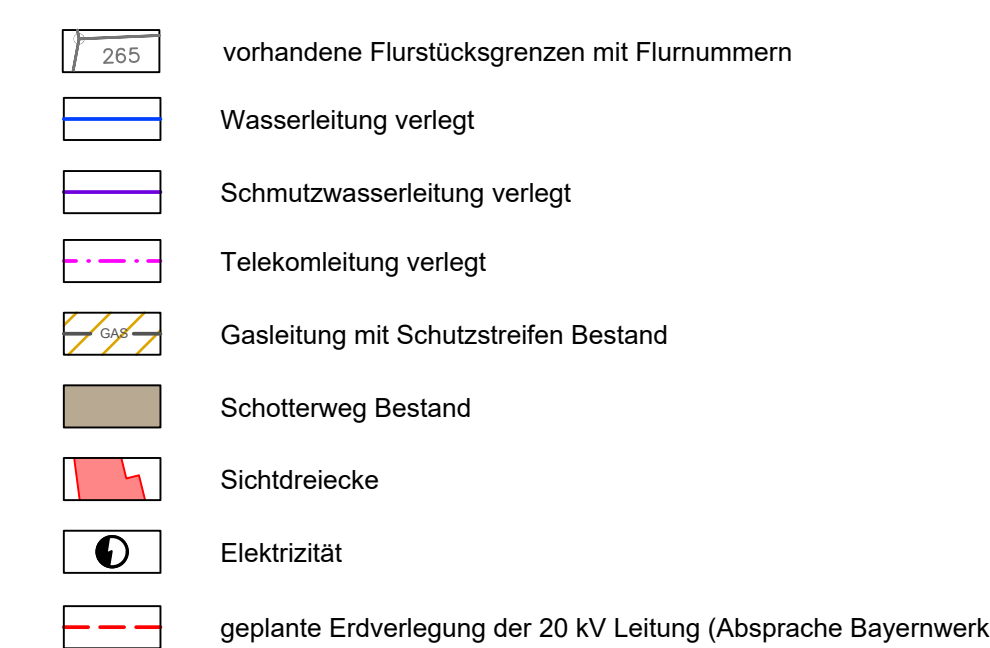 265
vorhandene Flurstücksgrenzen mit Flurnummern
Wasserleitung verlegt
Schmutzwasserleitung verlegt
Telekomleitung verlegt
GAS
Gasleitung mit Schutzstreifen Bestand
Schotterweg Bestand
Sichtdreiecke
Elektrizität
geplante Erdverlegung der 20 kV Leitung (Absprache Bayernwerk